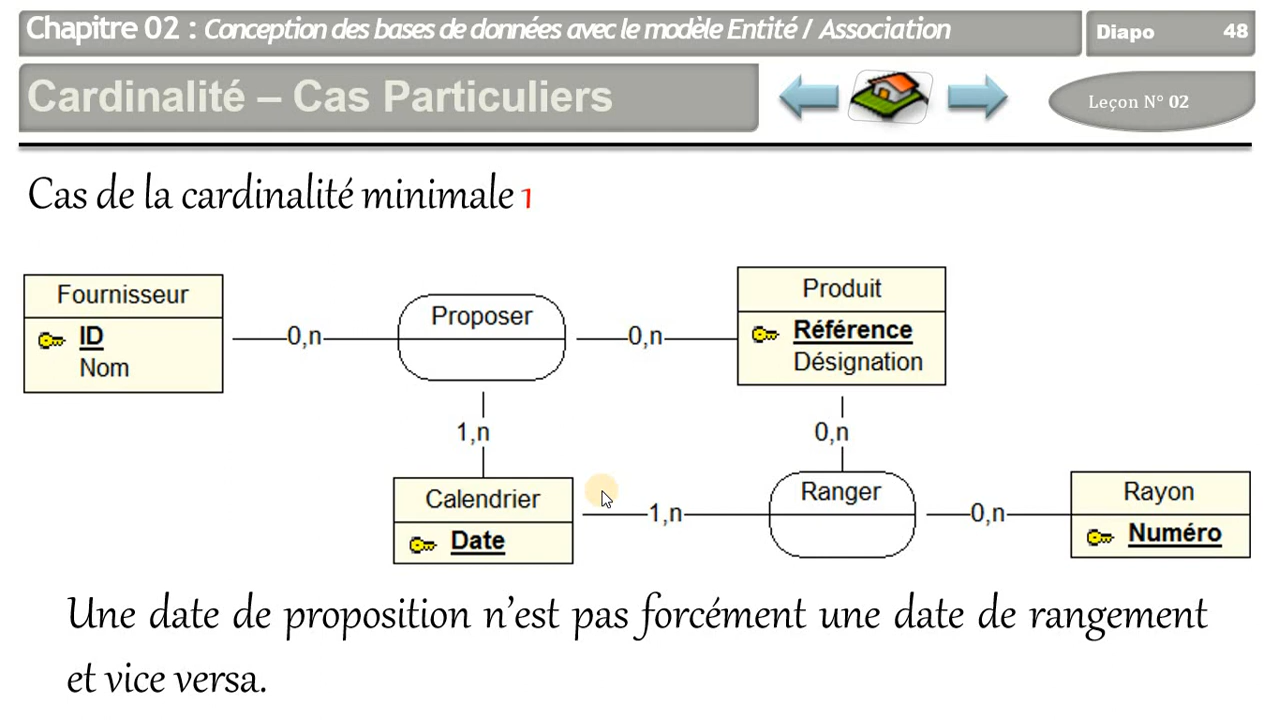 Chapitre 02 : Conception des bases de données avec le modèle Entité / Association
Diapo 48
Cardinalité – Cas Particuliers
Leçon N° 02
Cas de la cardinalité minimale 1
Fournisseur
ID
Nom
0,n
Proposer
0,n
Produit
Référence
Désignation
1,n
0,n
Calendrier
Date
1,n
Ranger
0,n
Rayon
Numéro
Une date de proposition n’est pas forcément une date de rangement
et vice versa.